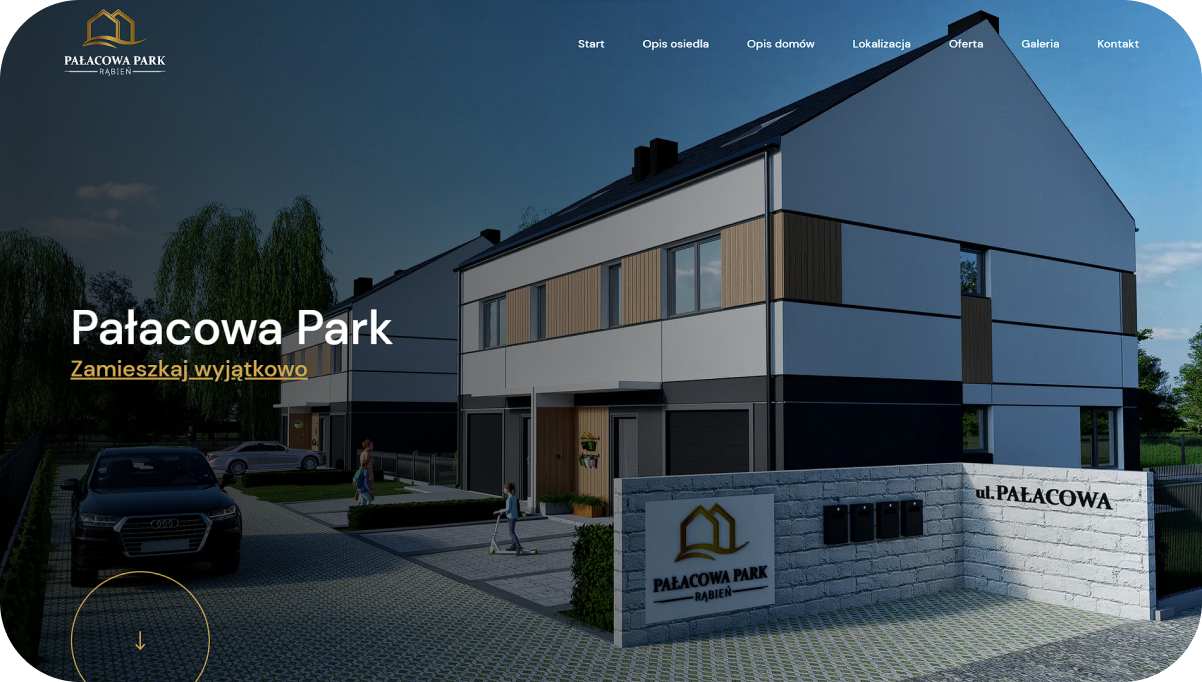 PAŁACOWA PARK
RĄBIEŃ
Start
Opis osiedla
Opis domów
Lokalizacja
Oferta
Galeria
Kontakt
Pałacowa Park
Zamieszkaj wyjątkowo
ul. PAŁACOWA
PAŁACOWA PARK
RĄBIEŃ